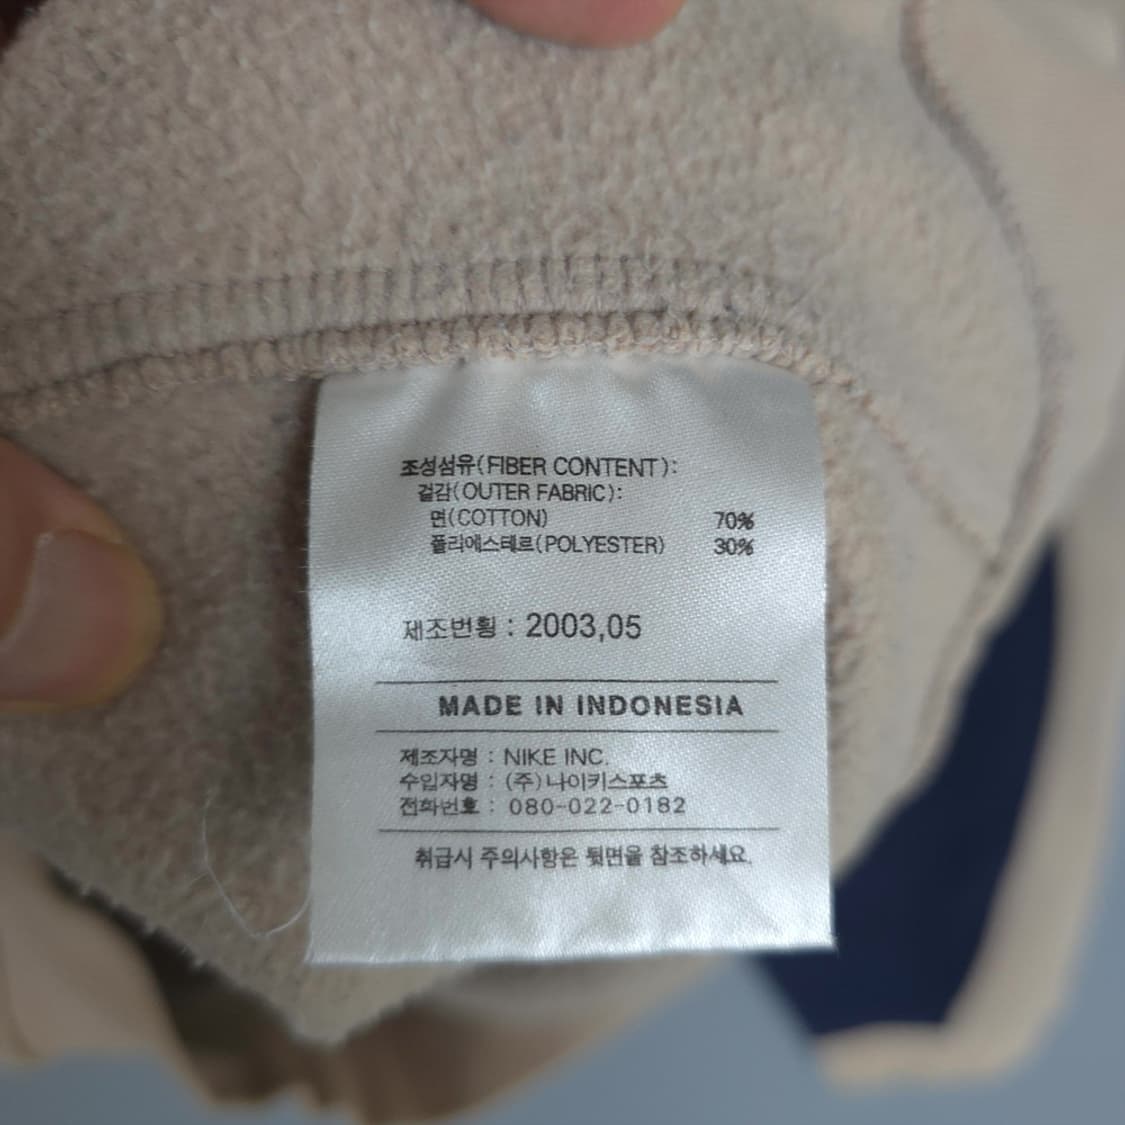 조성섬유(FIBER CONTENT):
겉감(OUTER FABRIC):
면(COTTON) 70%
폴리에스테르(POLYESTER) 30%
제조번횡 : 2003,05
MADE IN INDONESIA
제조자명 : NIKE INC.
수입자명 : (주)나이키스포츠
전화번호 : 080-022-0182
취급시 주의사항은 뒷면을 참조하세요.